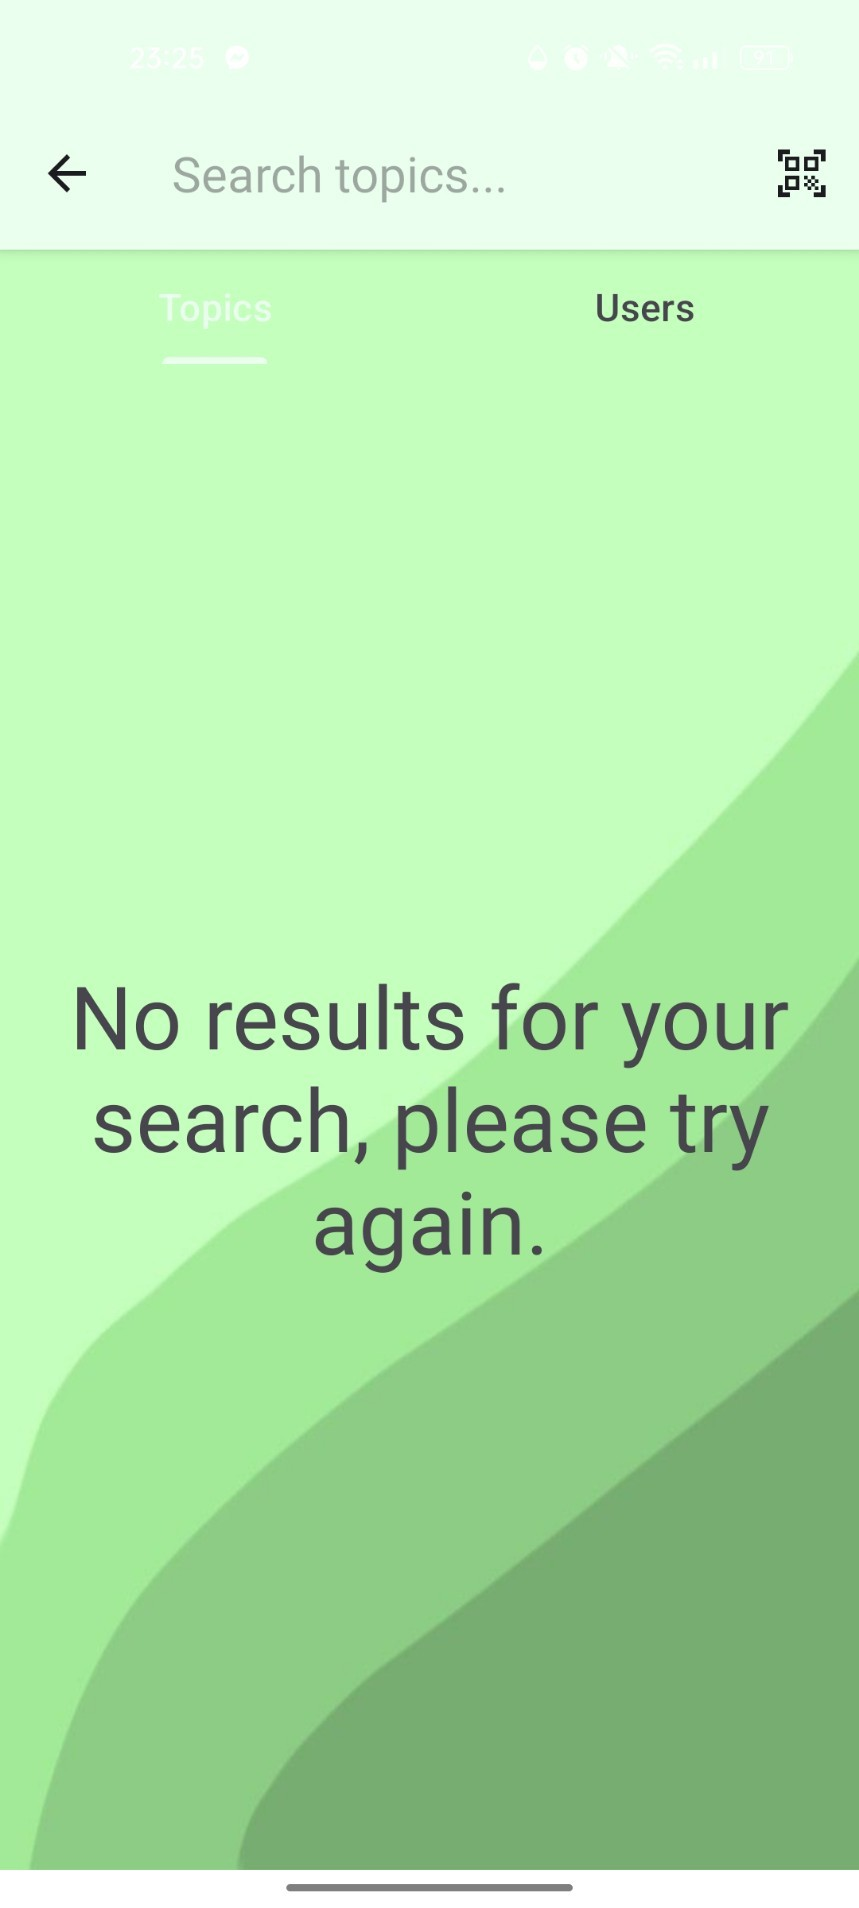 23:25
Search topics...
Topics
Users
No results for your
search, please try
again.